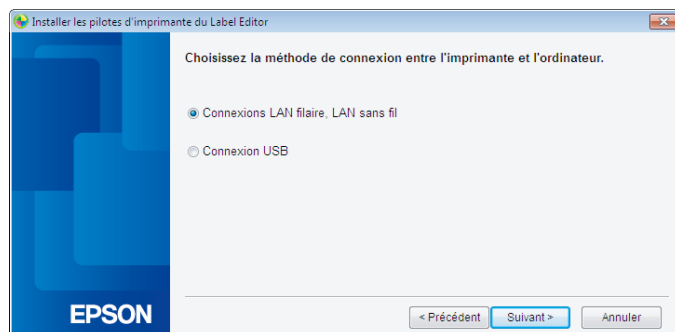 Installer les pilotes d'imprimante du Label Editor
Choisissez la méthode de connexion entre l'imprimante et l'ordinateur.
Connexions LAN filaire, LAN sans fil
Connexion USB
EPSON
< Précédent Suivant > Annuler